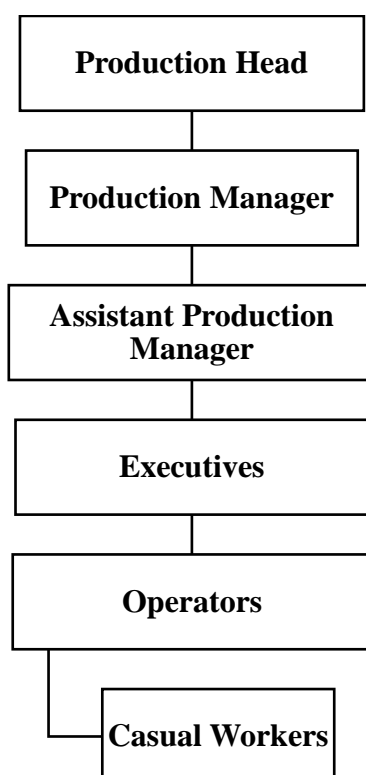 Production Head
Production Manager
Assistant Production
Manager
Executives
Operators
Casual Workers